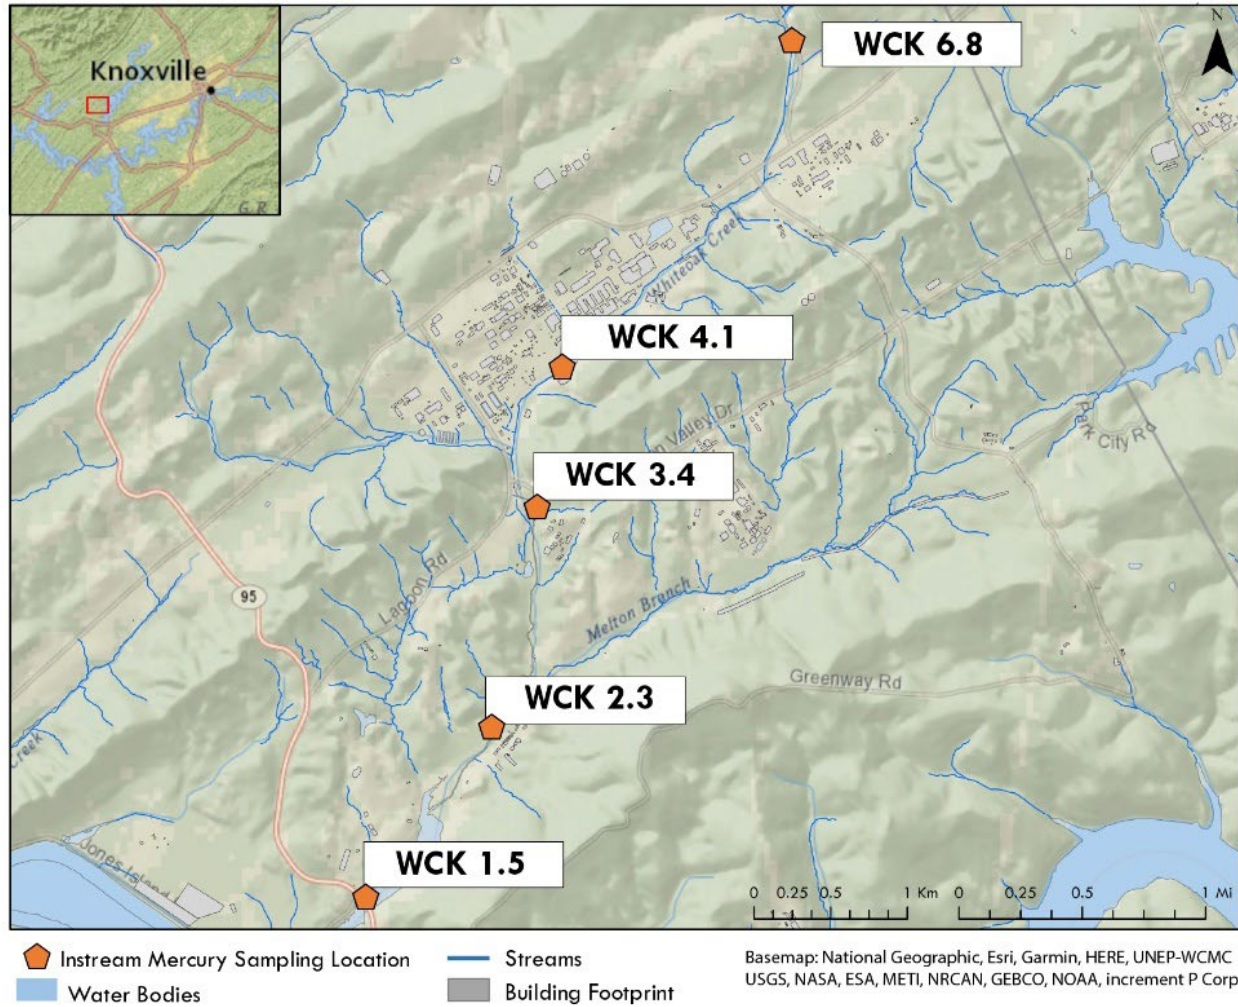 Knoxville
G.R
N
WCK 6.8
Whiteoak Creek
WCK 4.1
n Valley Dr
Park City Rd
WCK 3.4
Lagoon Rd
95
Melton Branch
Greenway Rd
WCK 2.3
Creek
Jones Island
WCK 1.5
0 0.25 0.5 1 Km
0 0.25 0.5 1 Mi
Instream Mercury Sampling Location
Streams
Water Bodies
Building Footprint
Basemap: National Geographic, Esri, Garmin, HERE, UNEP-WCMC
USGS, NASA, ESA, METI, NRCAN, GEBCO, NOAA, increment P Corp